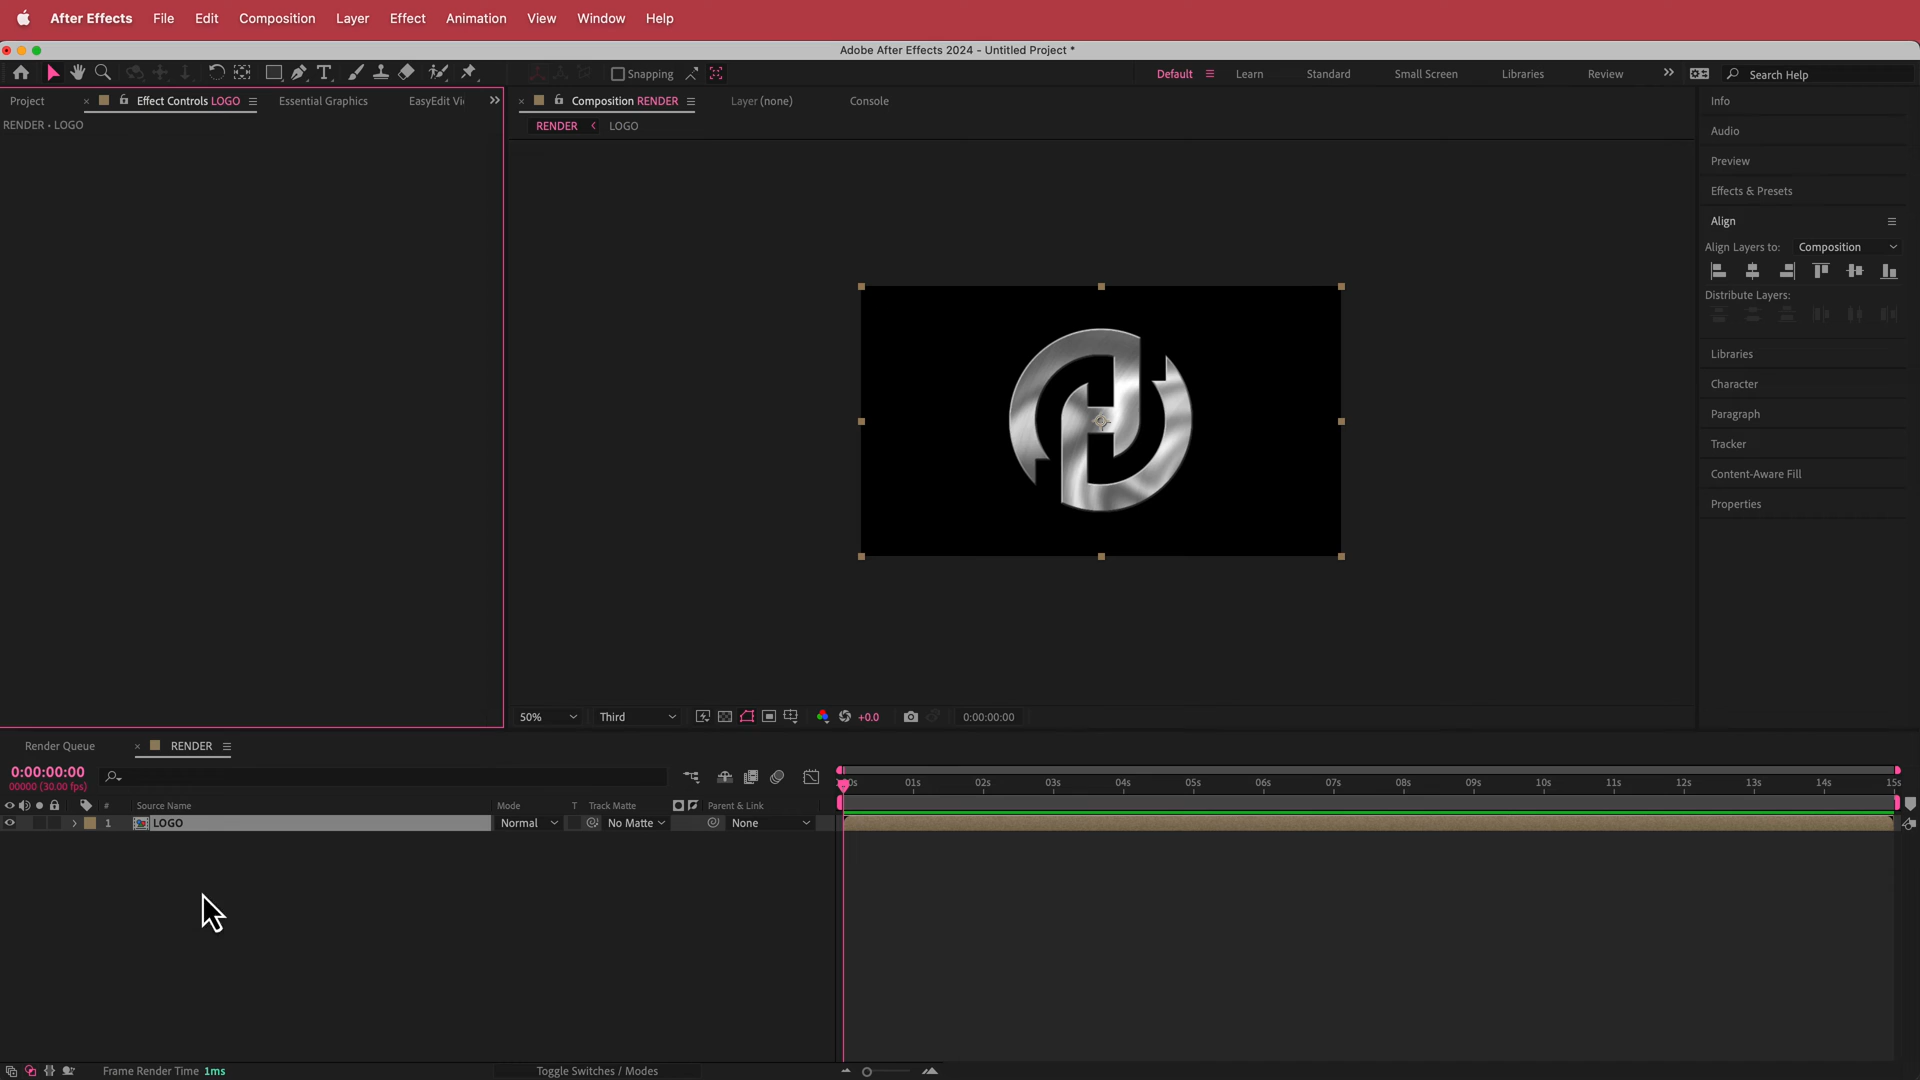 After Effects File Edit Composition Layer Effect Animation View Window Help
Adobe After Effects 2024 - Untitled Project *
Snapping Default Learn Standard Small Screen Libraries Review Search Help
Project Effect Controls LOGO Essential Graphics EasyEdit Vi
RENDER • LOGO
Composition RENDER Layer (none) Console
RENDER LOGO
Info
Audio
Preview
Effects & Presets
Align
Align Layers to: Composition
Distribute Layers:
Libraries
Character
Paragraph
Tracker
Content-Aware Fill
Properties
50% Third +0.0 0:00:00:00
Render Queue RENDER
0:00:00:00
00000 (30.00 fps)
# Source Name Mode T Track Matte Parent & Link
1 LOGO Normal No Matte None
01s 02s 03s 04s 05s 06s 07s 08s 09s 10s 11s 12s 13s 14s 15s
Frame Render Time 1ms Toggle Switches / Modes